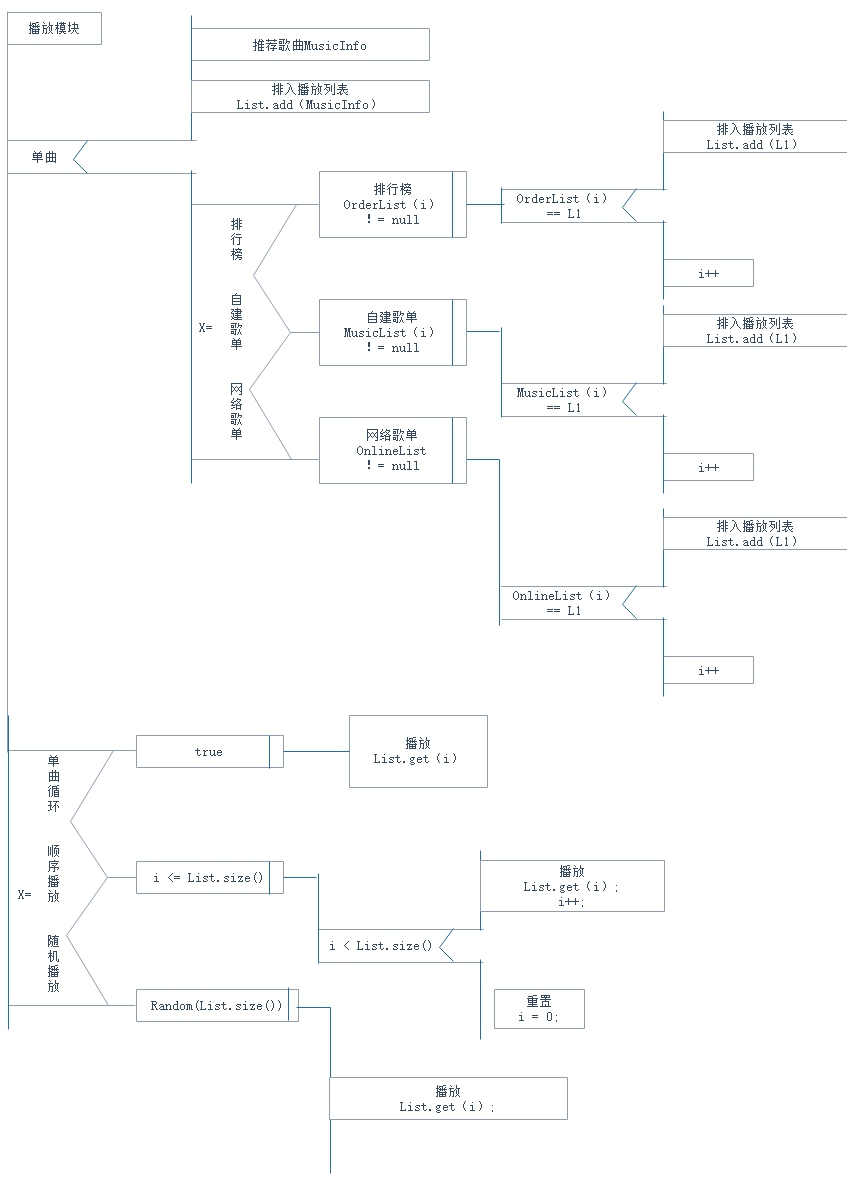 播放模块
推荐歌曲MusicInfo
排入播放列表
List.add（MusicInfo）
单曲
排入播放列表
List.add（L1）
排行榜
OrderList（i）
！= null
OrderList（i）
== L1
i++
X=
排行榜
自建歌单
网络歌单
自建歌单
MusicList（i）
！= null
排入播放列表
List.add（L1）
MusicList（i）
== L1
i++
网络歌单
OnlineList
！= null
排入播放列表
List.add（L1）
OnlineList（i）
== L1
i++
X=
单曲循环
顺序播放
随机播放
true
播放
List.get（i）
i <= List.size()
播放
List.get（i）;
i++;
i < List.size()
重置
i = 0;
Random(List.size())
播放
List.get（i）;